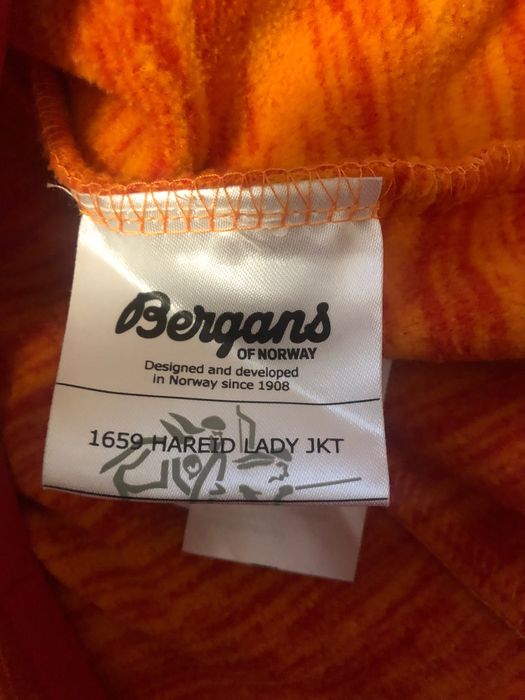 Bergans
OF NORWAY
Designed and developed
in Norway since 1908
1659 HAREID LADY JKT